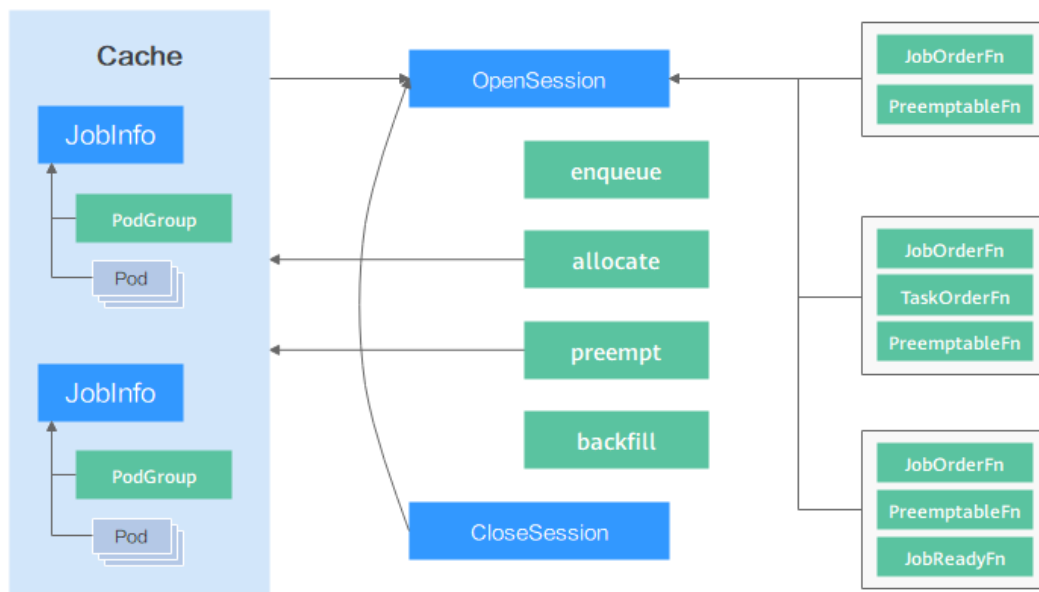 Cache
JobInfo
PodGroup
Pod
JobInfo
PodGroup
Pod
OpenSession
enqueue
allocate
preempt
backfill
CloseSession
JobOrderFn
PreemptableFn
JobOrderFn
TaskOrderFn
PreemptableFn
JobOrderFn
PreemptableFn
JobReadyFn